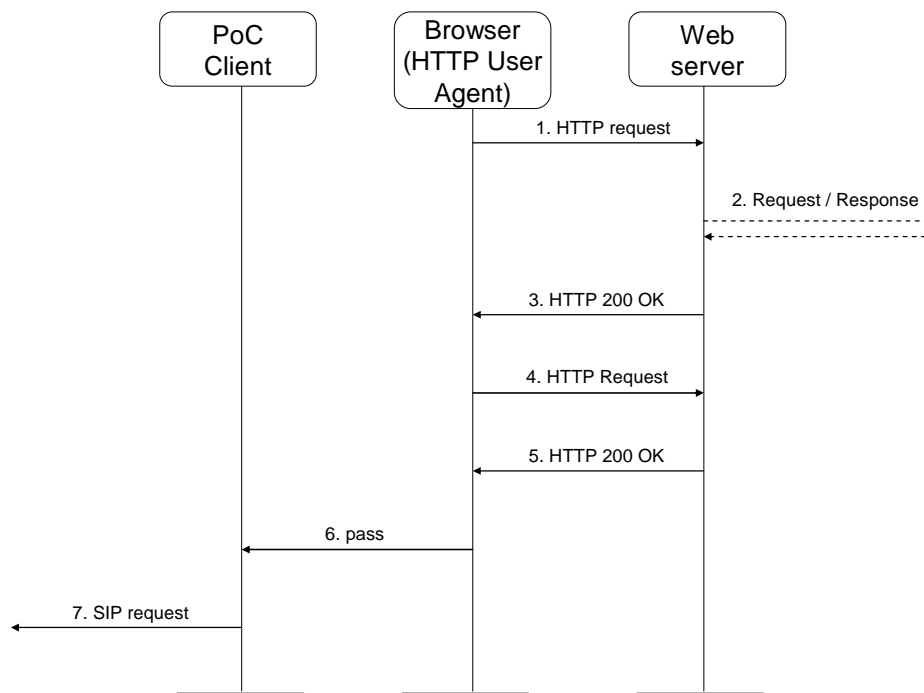 PoC
Client
Browser
(HTTP User
Agent)
Web
server
1. HTTP request
2. Request / Response
3. HTTP 200 OK
4. HTTP Request
5. HTTP 200 OK
6. pass
7. SIP request